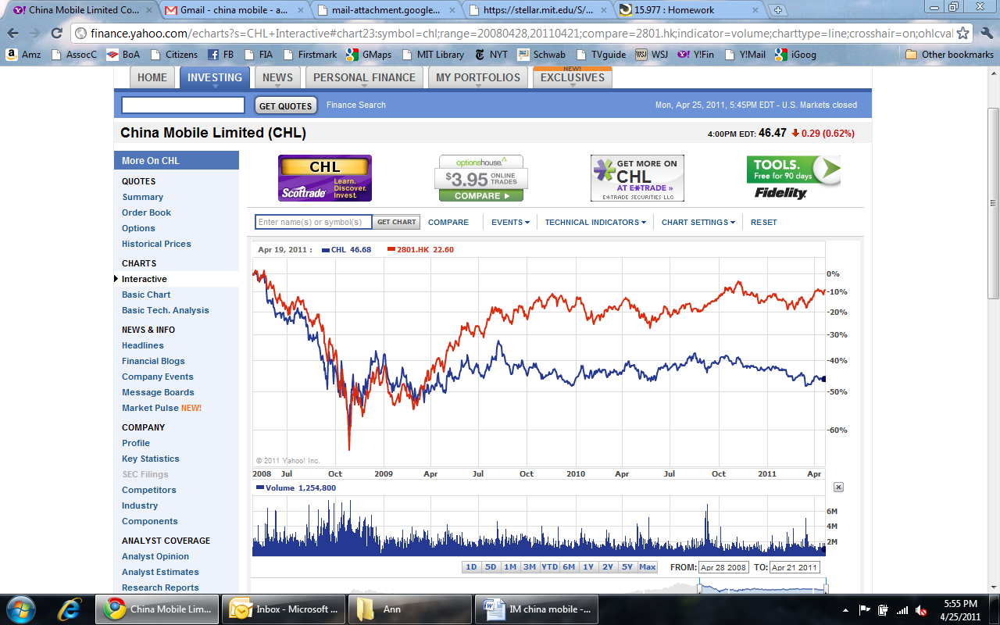 China Mobile Limited Co...
Gmail - china mobile - a...
mail-attachment.google...
https://stellar.mit.edu/S/...
15.977 : Homework
finance.yahoo.com/echarts?s=CHL+Interactive#chart23:symbol=chl;range=20080428,20110421;compare=2801.hk;indicator=volume;charttype=line;crosshair=on;ohlcval
Amz AssocC BoA Citizens FB FIA Firstmark GMaps MIT Library NYT Schwab TVguide WSJ Y!Fin Y!Mail iGoog Other bookmarks
HOME INVESTING NEWS PERSONAL FINANCE MY PORTFOLIOS NEW! EXCLUSIVES
GET QUOTES Finance Search Mon, Apr 25, 2011, 5:45PM EDT - U.S. Markets closed
China Mobile Limited (CHL) 4:00PM EDT: 46.47 0.29 (0.62%)
More On CHL
QUOTES
Summary
Order Book
Options
Historical Prices
CHARTS
Interactive
Basic Chart
Basic Tech. Analysis
NEWS & INFO
Headlines
Financial Blogs
Company Events
Message Boards
Market Pulse NEW!
COMPANY
Profile
Key Statistics
SEC Filings
Competitors
Industry
Components
ANALYST COVERAGE
Analyst Opinion
Analyst Estimates
Research Reports
CHL
Scottrade
Learn.
Discover.
Invest.
optionshouse
$3.95 ONLINE TRADES
COMPARE
GET MORE ON
CHL
AT E*TRADE »
E*TRADE SECURITIES LLC
TOOLS.
Free for 90 days
Fidelity
Enter name(s) or symbol(s) GET CHART COMPARE EVENTS TECHNICAL INDICATORS CHART SETTINGS RESET
Apr 19, 2011 : CHL 46.68 2801.HK 22.60
0%
-10%
-20%
-30%
-40%
-50%
-60%
© 2011 Yahoo! Inc.
2008 Jul Oct 2009 Apr Jul Oct 2010 Apr Jul Oct 2011 Apr
Volume 1,254,800
6M
4M
2M
1D 5D 1M 3M YTD 6M 1Y 2Y 5Y Max FROM: Apr 28 2008 TO: Apr 21 2011
China Mobile Lim... Inbox - Microsoft ... Ann IM china mobile -...
5:55 PM
4/25/2011